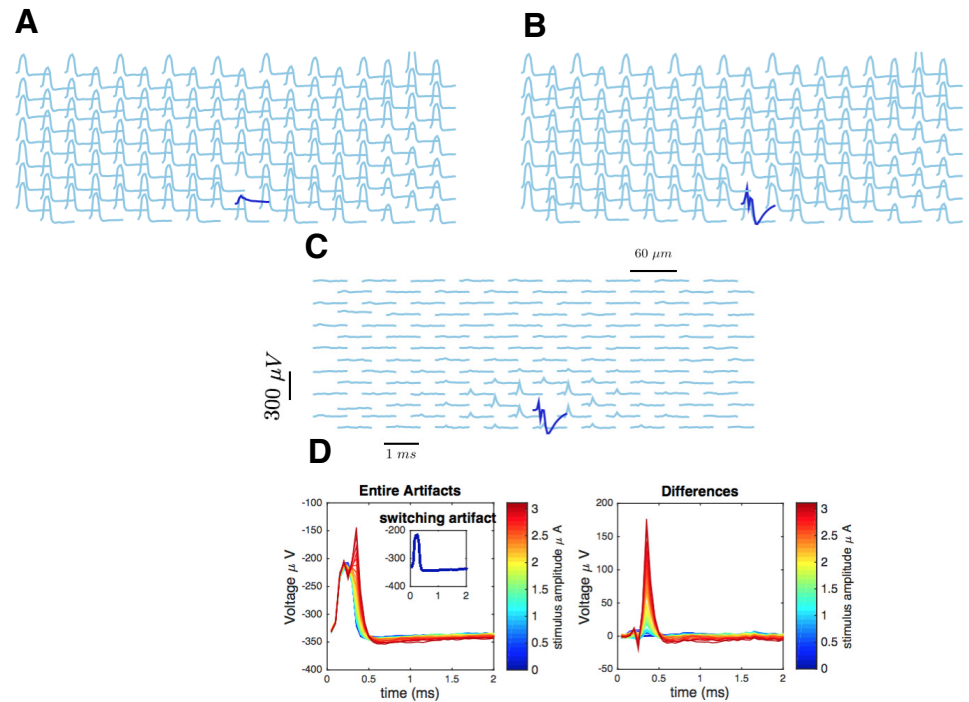 A
B
C
60 μm
300 μV
1 ms
D
Entire Artifacts
Differences
switching artifact
-100
-150
-200
-250
-300
-350
-400
-200
-300
-400
0
2
0
0.5
1
1.5
2
time (ms)
Voltage μ V
3
2.5
2
1.5
1
0.5
0
stimulus amplitude μ A
200
150
100
50
0
-50
0
0.5
1
1.5
2
time (ms)
Voltage μ V
3
2.5
2
1.5
1
0.5
0
stimulus amplitude μ A